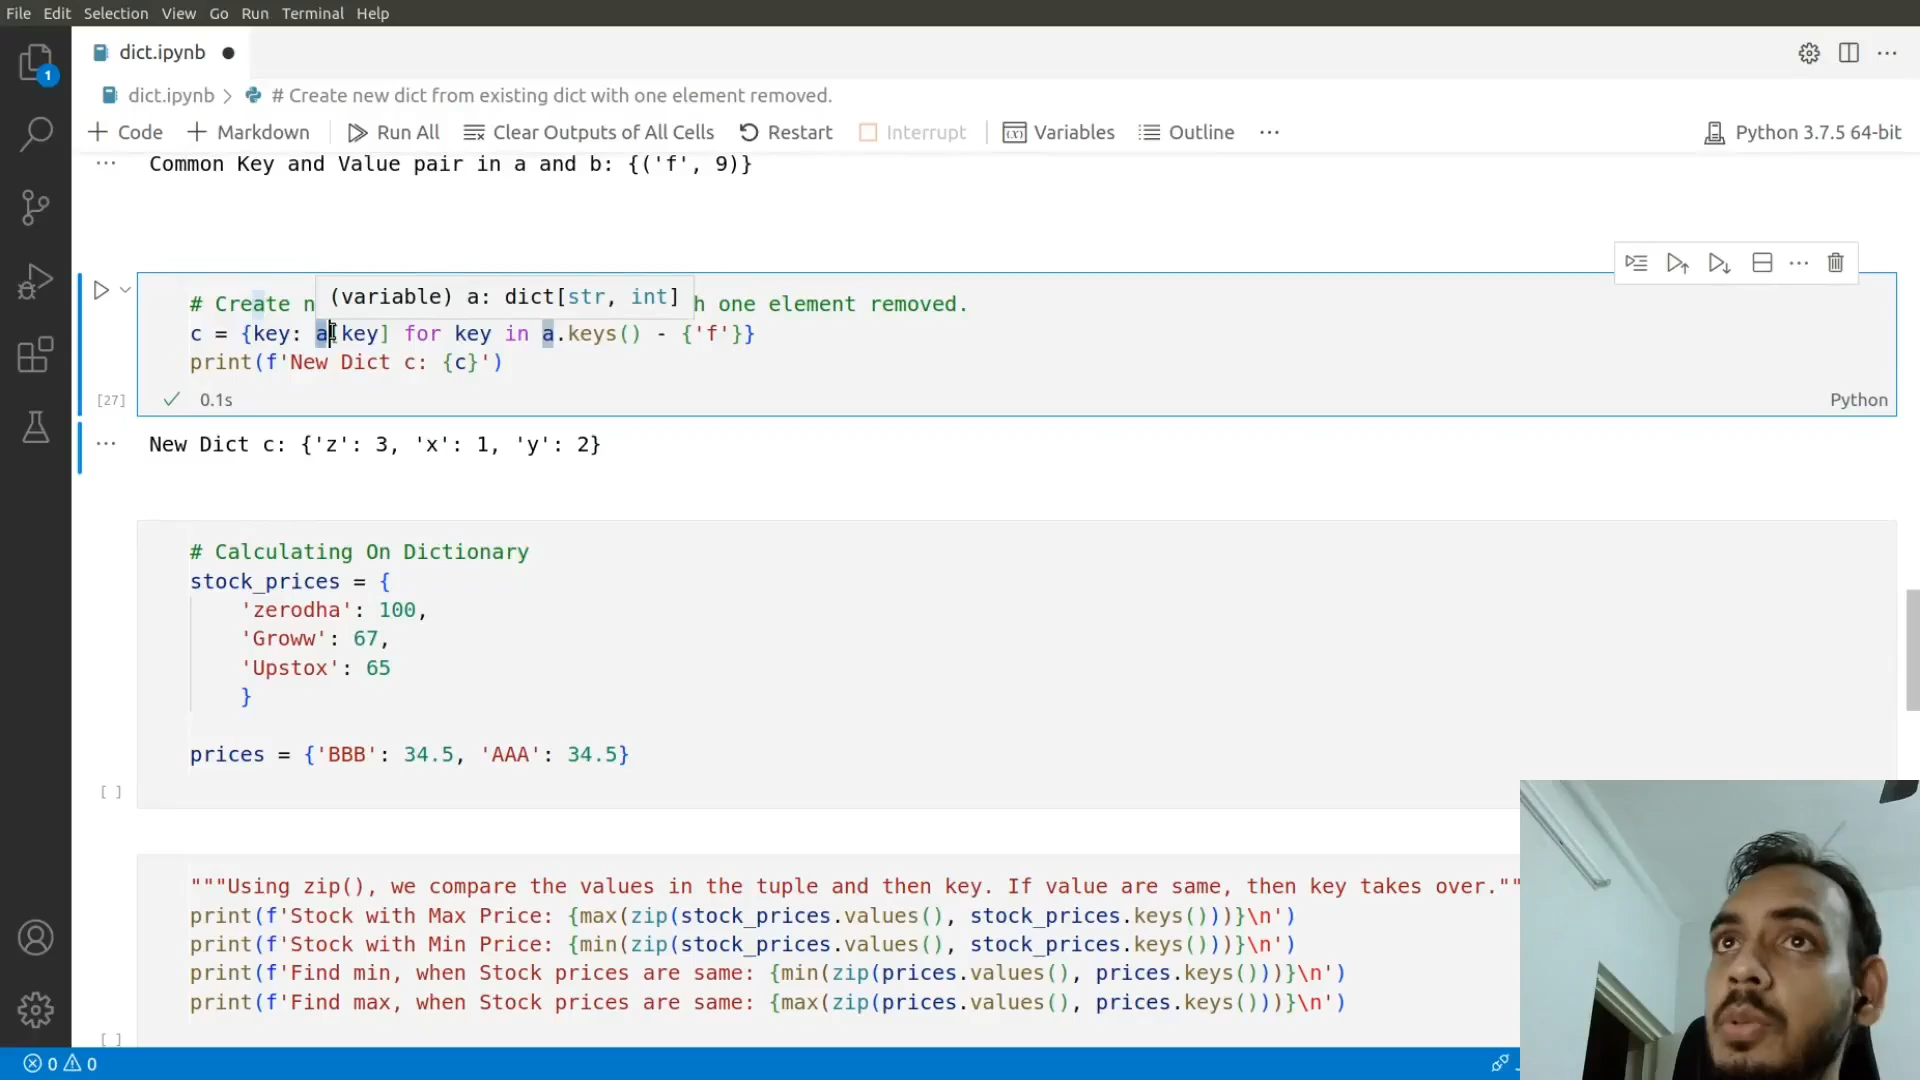 File Edit Selection View Go Run Terminal Help
1
dict.ipynb
dict.ipynb > # Create new dict from existing dict with one element removed.
Code Markdown Run All Clear Outputs of All Cells Restart Interrupt Variables Outline ... Python 3.7.5 64-bit
... Common Key and Value pair in a and b: {('f', 9)}
(variable) a: dict[str, int]
# Create n h one element removed.
c = {key: a[key] for key in a.keys() - {'f'}}
print(f'New Dict c: {c}')
[27] 0.1s Python
... New Dict c: {'z': 3, 'x': 1, 'y': 2}
# Calculating On Dictionary
stock_prices = {
'zerodha': 100,
'Groww': 67,
'Upstox': 65
}
prices = {'BBB': 34.5, 'AAA': 34.5}
[ ]
"""Using zip(), we compare the values in the tuple and then key. If value are same, then key takes over.""
print(f'Stock with Max Price: {max(zip(stock_prices.values(), stock_prices.keys()))}\n')
print(f'Stock with Min Price: {min(zip(stock_prices.values(), stock_prices.keys()))}\n')
print(f'Find min, when Stock prices are same: {min(zip(prices.values(), prices.keys()))}\n')
print(f'Find max, when Stock prices are same: {max(zip(prices.values(), prices.keys()))}\n')
[ ]
0 0